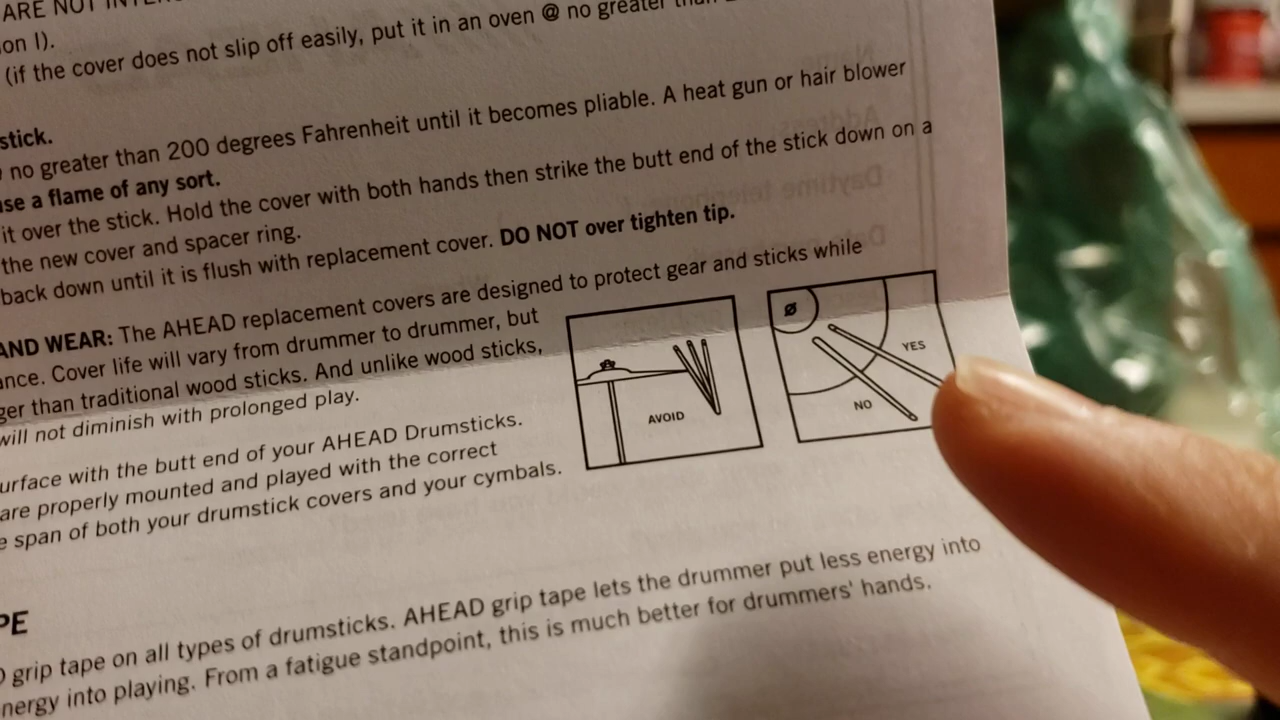 ARE NOT
on I).
(if the cover does not slip off easily, put it in an oven @ no greater than
stick.
no greater than 200 degrees Fahrenheit until it becomes pliable. A heat gun or hair blower
use a flame of any sort.
it over the stick. Hold the cover with both hands then strike the butt end of the stick down on a
the new cover and spacer ring.
back down until it is flush with replacement cover. DO NOT over tighten tip.
AND WEAR: The AHEAD replacement covers are designed to protect gear and sticks while
ance. Cover life will vary from drummer to drummer, but
ger than traditional wood sticks. And unlike wood sticks,
will not diminish with prolonged play.
urface with the butt end of your AHEAD Drumsticks.
are properly mounted and played with the correct
e span of both your drumstick covers and your cymbals.
AVOID
Ø
YES
NO
PE
D grip tape on all types of drumsticks. AHEAD grip tape lets the drummer put less energy into
nergy into playing. From a fatigue standpoint, this is much better for drummers' hands.